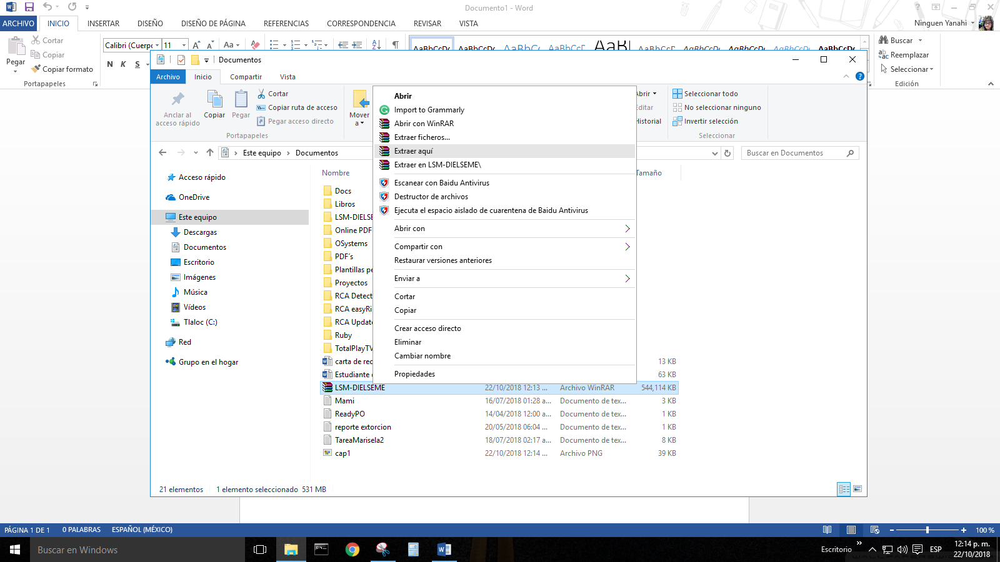 Documento1 - Word
ARCHIVO INICIO INSERTAR DISEÑO DISEÑO DE PÁGINA REFERENCIAS CORRESPONDENCIA REVISAR VISTA Ninguen Yanahi
Pegar
Cortar
Copiar
Copiar formato
Portapapeles
Calibri (Cuerp 11
Aa
N K S
AaBbCcDc AaBbCcDc
Buscar
Reemplazar
Seleccionar
Edición
Documentos
Archivo Inicio Compartir Vista
Anclar al acceso rápido
Copiar
Pegar
Cortar
Copiar ruta de acceso
Pegar acceso directo
Portapapeles
Mover a
Abrir
Historial
Seleccionar todo
No seleccionar ninguno
Invertir selección
Seleccionar
Este equipo Documentos
Buscar en Documentos
Acceso rápido
OneDrive
Este equipo
Descargas
Documentos
Escritorio
Imágenes
Música
Vídeos
Tlaloc (C:)
Red
Grupo en el hogar
Nombre Tamaño
Docs
Libros
LSM-DIELSE
Online PDF
OSystems
PDF´s
Plantillas pe
Proyectos
RCA Detect
RCA easyRi
RCA Update
Ruby
TotalPlayTV
carta de rec 13 KB
Estudiante 63 KB
LSM-DIELSEME 22/10/2018 12:13 ... Archivo WinRAR 544,114 KB
Mami 16/07/2018 01:28 a... Documento de tex... 3 KB
ReadyPO 14/04/2018 12:00 a... Documento de tex... 1 KB
reporte extorcion 20/05/2018 06:04 ... Documento de tex... 1 KB
TareaMarisela2 18/07/2018 02:17 a... Documento de tex... 8 KB
cap1 22/10/2018 12:14 ... Archivo PNG 39 KB
Abrir
Import to Grammarly
Abrir con WinRAR
Extraer ficheros...
Extraer aquí
Extraer en LSM-DIELSEME\
Escanear con Baidu Antivirus
Destructor de archivos
Ejecuta el espacio aislado de cuarentena de Baidu Antivirus
Abrir con
Compartir con
Restaurar versiones anteriores
Enviar a
Cortar
Copiar
Crear acceso directo
Eliminar
Cambiar nombre
Propiedades
21 elementos 1 elemento seleccionado 531 MB
PÁGINA 1 DE 1 0 PALABRAS ESPAÑOL (MÉXICO) 100 %
Buscar en Windows
Escritorio
ESP
12:14 p. m.
22/10/2018